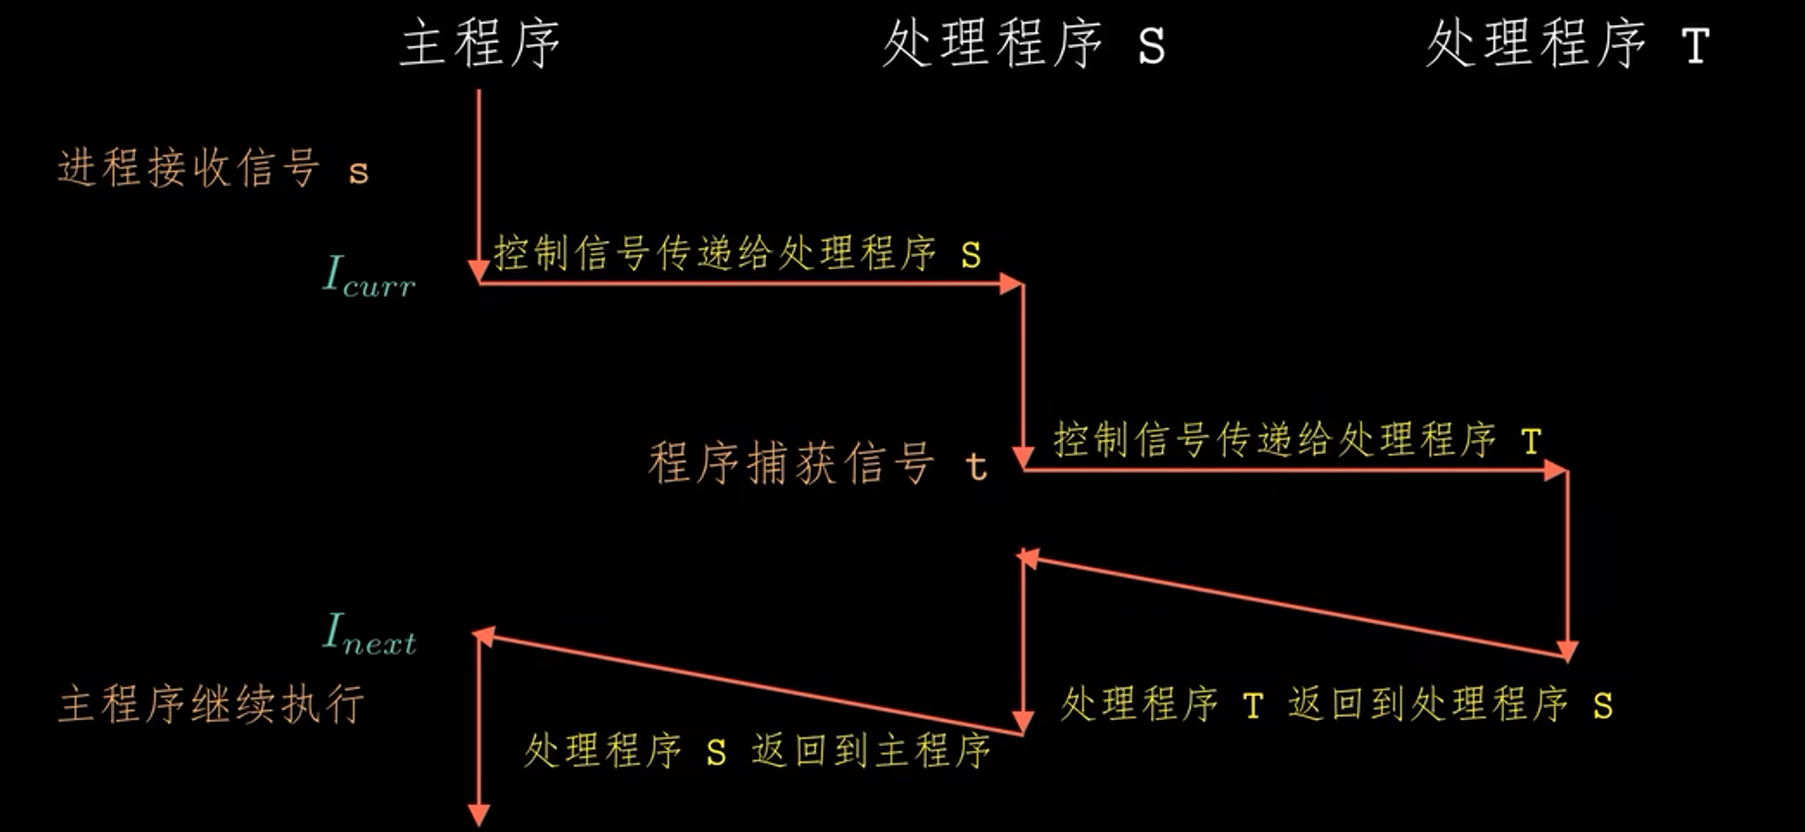 主程序
处理程序 S
处理程序 T
进程接收信号 s
控制信号传递给处理程序 S
I_{curr}
控制信号传递给处理程序 T
程序捕获信号 t
I_{next}
主程序继续执行
处理程序 T 返回到处理程序 S
处理程序 S 返回到主程序